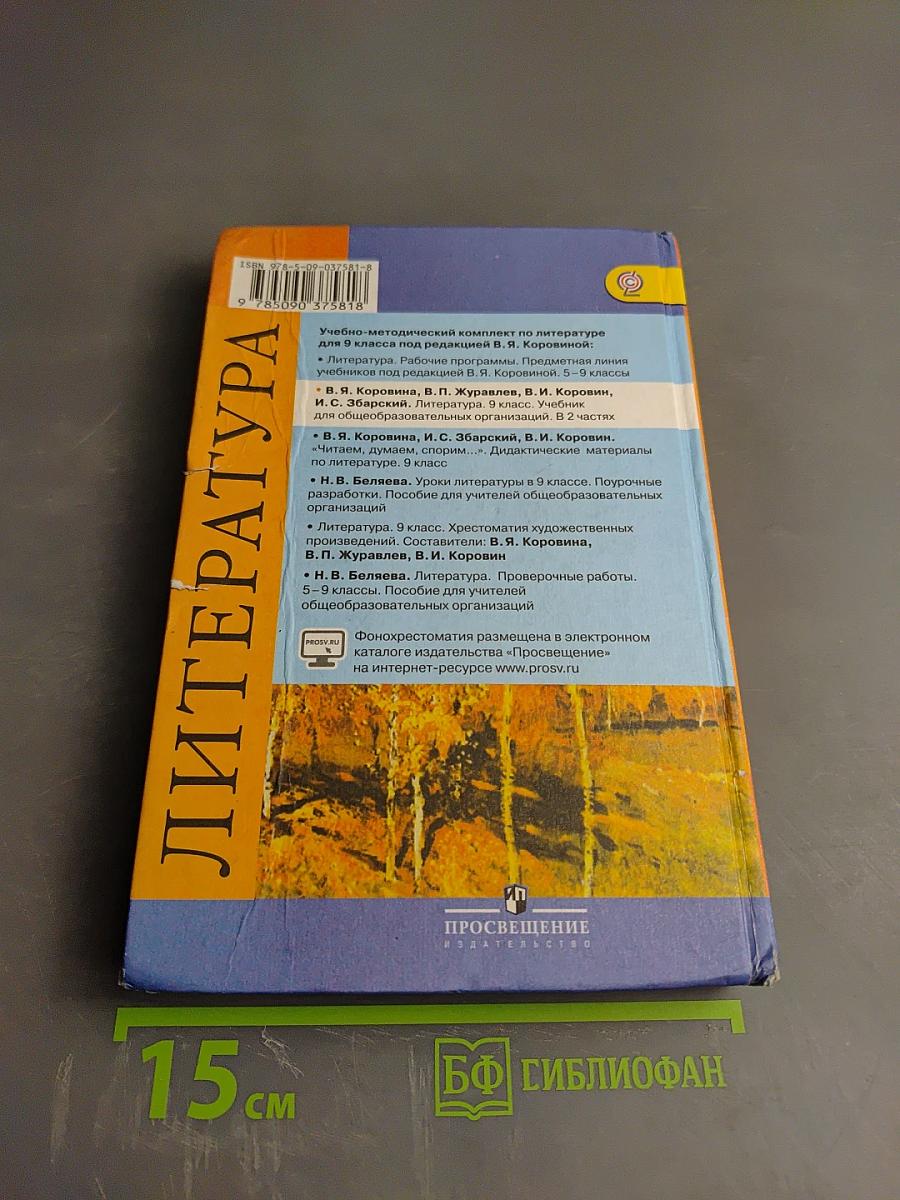 ISBN 978-5-09-037581-8
9 785090 375818
ЛИТЕРАТУРА
Учебно-методический комплект по литературе
для 9 класса под редакцией В. Я. Коровиной:
• Литература. Рабочие программы. Предметная линия
учебников под редакцией В. Я. Коровиной. 5–9 классы
• В. Я. Коровина, В. П. Журавлев, В. И. Коровин,
И. С. Збарский. Литература. 9 класс. Учебник
для общеобразовательных организаций. В 2 частях
• В. Я. Коровина, И. С. Збарский, В. И. Коровин.
«Читаем, думаем, спорим...». Дидактические материалы
по литературе. 9 класс
• Н. В. Беляева. Уроки литературы в 9 классе. Поурочные
разработки. Пособие для учителей общеобразовательных
организаций
• Литература. 9 класс. Хрестоматия художественных
произведений. Составители: В. Я. Коровина,
В. П. Журавлев, В. И. Коровин
• Н. В. Беляева. Литература. Проверочные работы.
5–9 классы. Пособие для учителей
общеобразовательных организаций
PROSV.RU
Фонохрестоматия размещена в электронном
каталоге издательства «Просвещение»
на интернет-ресурсе www.prosv.ru
ПРОСВЕЩЕНИЕ
ИЗДАТЕЛЬСТВО
15 см
БФ
БИБЛИОФАН